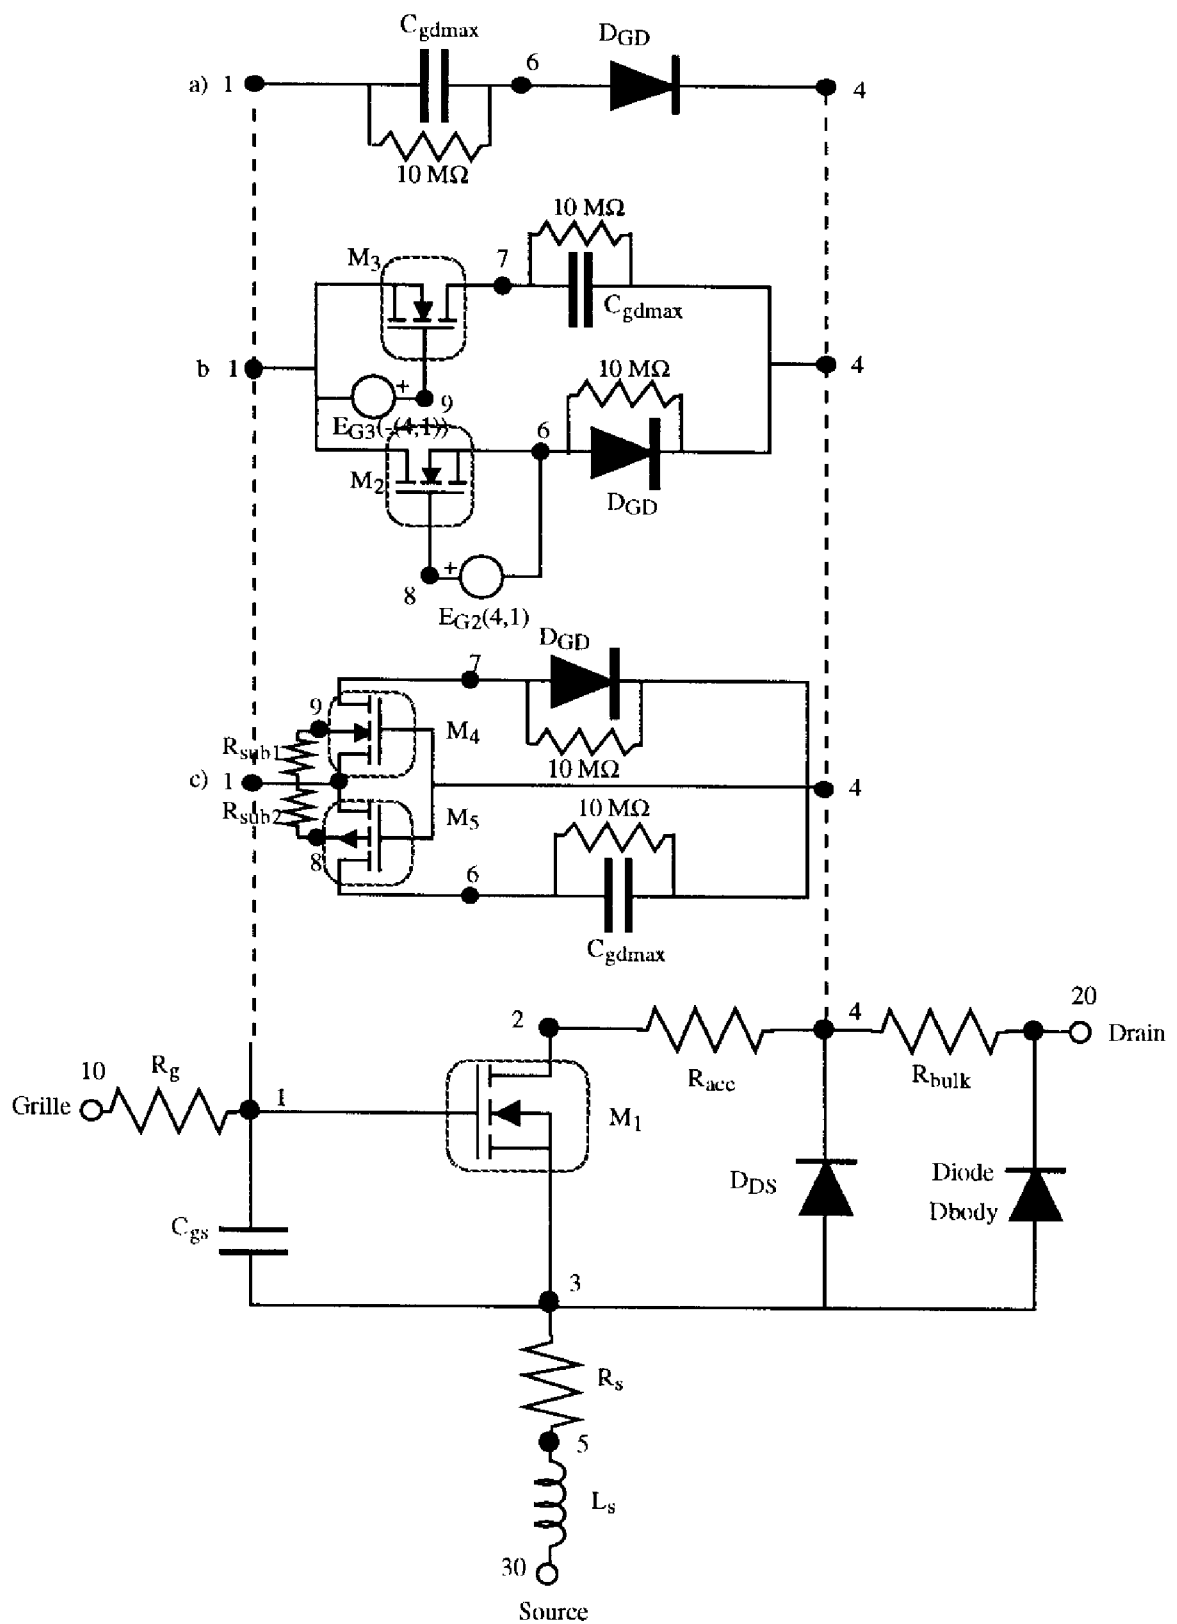 Cgdmax
DGD
a) 1
6
4
10 MΩ
10 MΩ
M3
7
Cgdmax
b 1
4
10 MΩ
+
9
EG3(-(4,1))
6
M2
DGD
+
8
EG2(4,1)
DGD
7
9
M4
Rsub1
10 MΩ
c) 1
4
Rsub2
M5
10 MΩ
8
6
Cgdmax
20
2
4
Drain
10
Rg
Racc
Rbulk
Grille
1
M1
DDS
Diode
Dbody
Cgs
3
Rs
5
Ls
30
Source